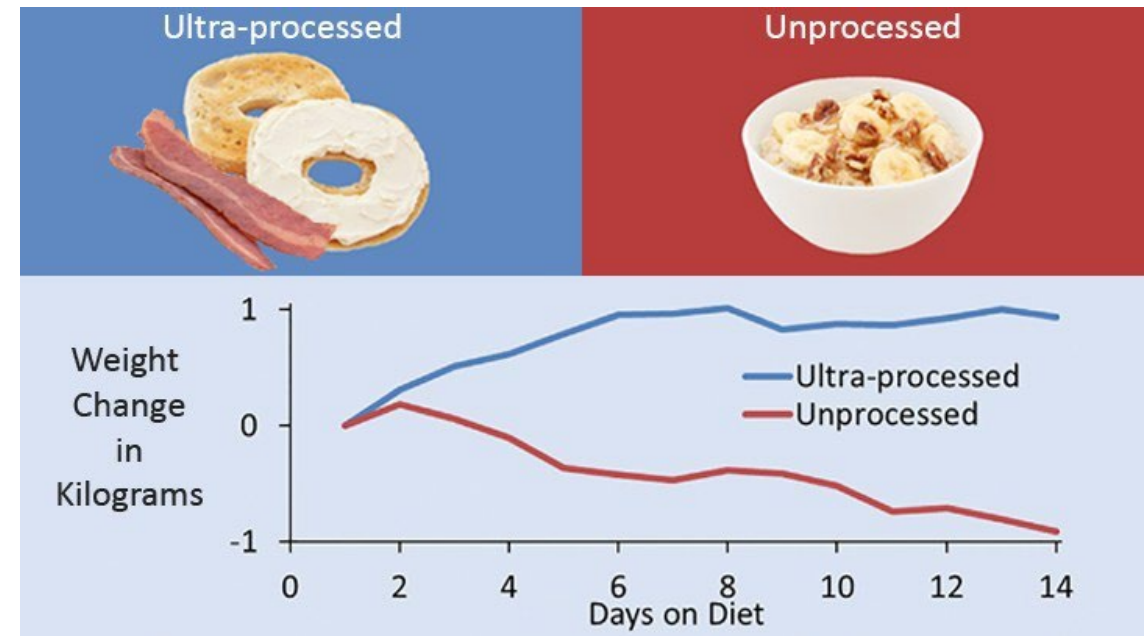 Ultra-processed
Unprocessed
Weight
Change
in
Kilograms
1
0
-1
Ultra-processed
Unprocessed
0 2 4 6 8 10 12 14
Days on Diet